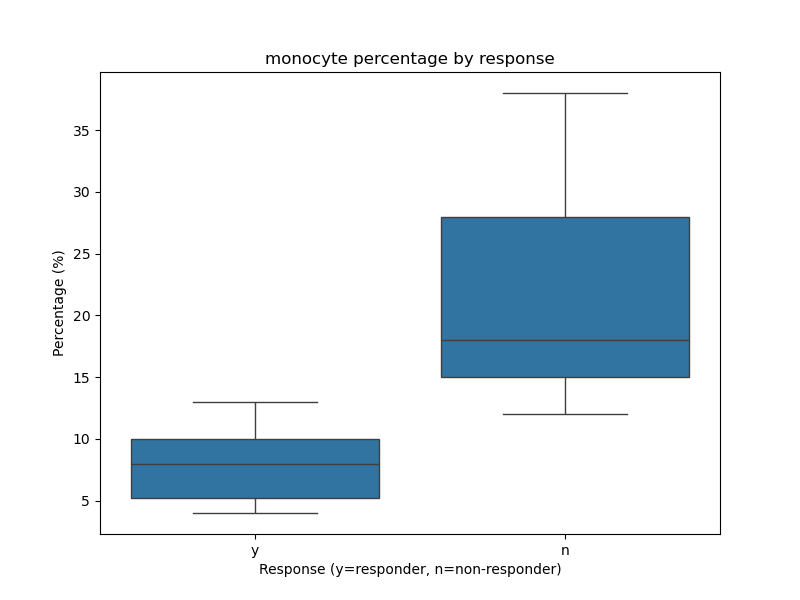 monocyte percentage by response
35
30
25
20
15
10
5
Percentage (%)
y n
Response (y=responder, n=non-responder)